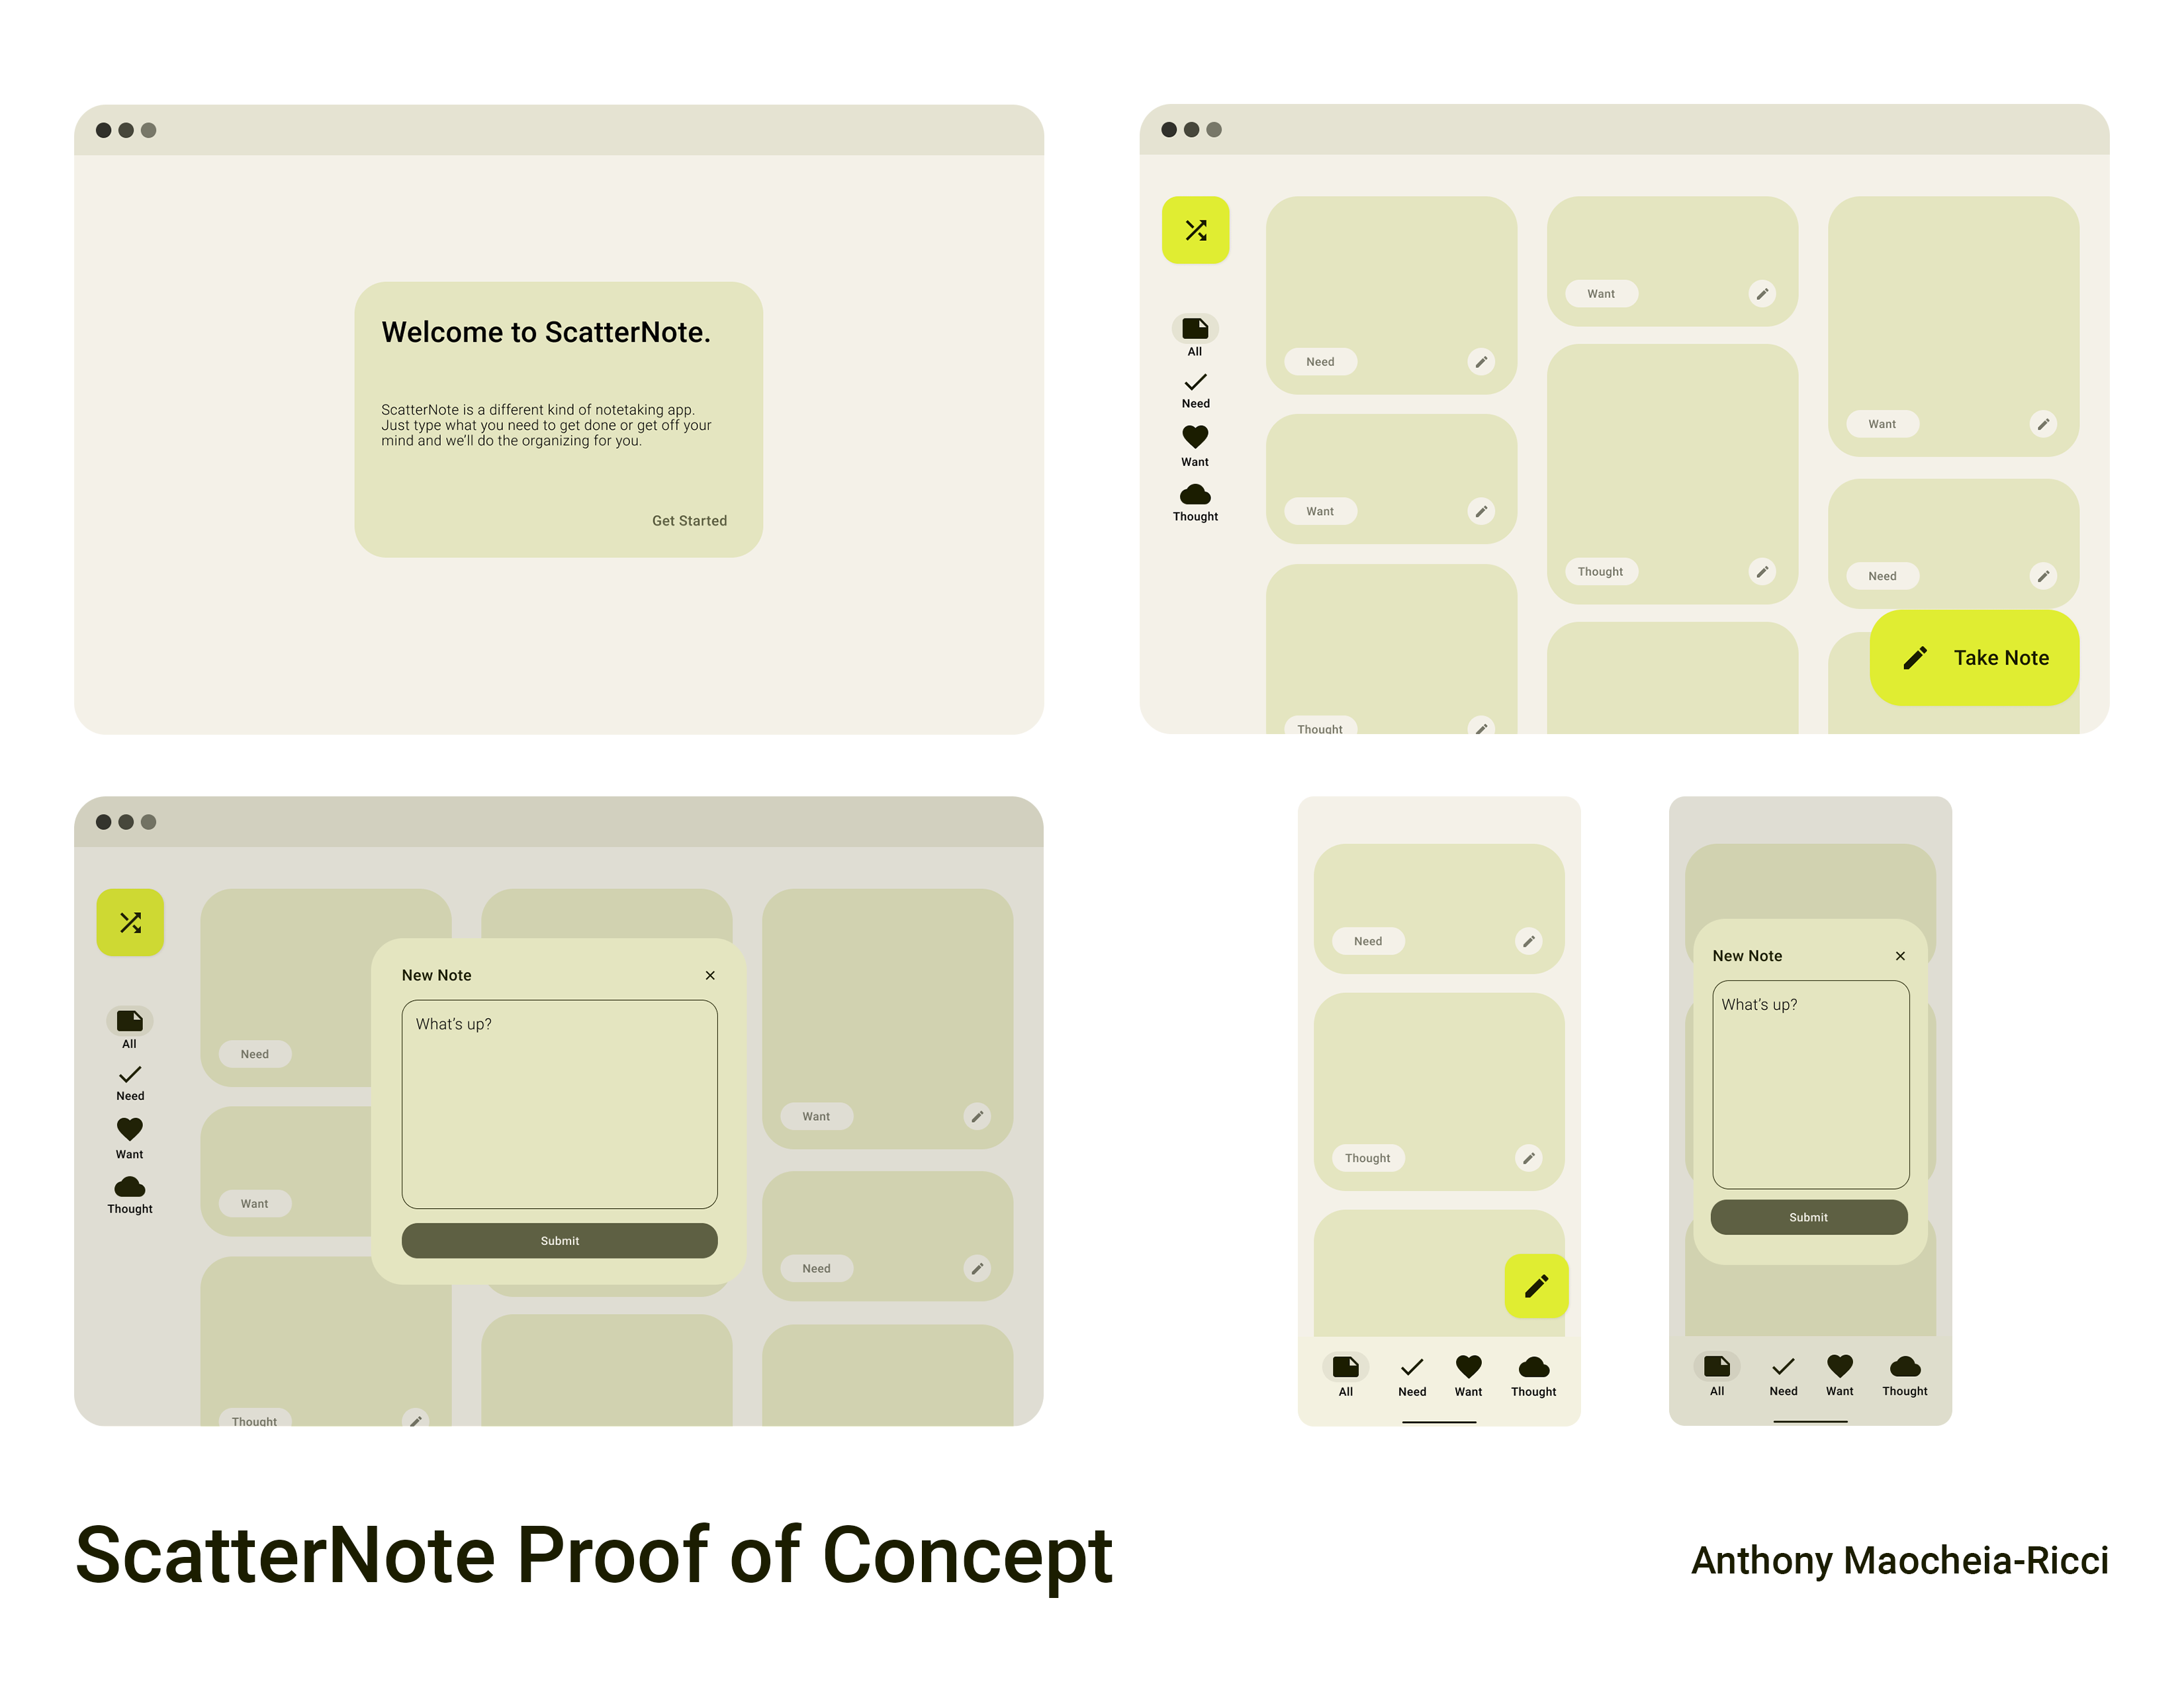 Welcome to ScatterNote.
ScatterNote is a different kind of notetaking app.
Just type what you need to get done or get off your
mind and we'll do the organizing for you.
Get Started
All
Need
Want
Thought
Need
Want
Thought
Want
Thought
Want
Need
Take Note
All
Need
Want
Thought
Need
Want
Thought
New Note
What's up?
Submit
Want
Need
Need
Thought
All
Need
Want
Thought
New Note
What's up?
Submit
All
Need
Want
Thought
ScatterNote Proof of Concept
Anthony Maocheia-Ricci